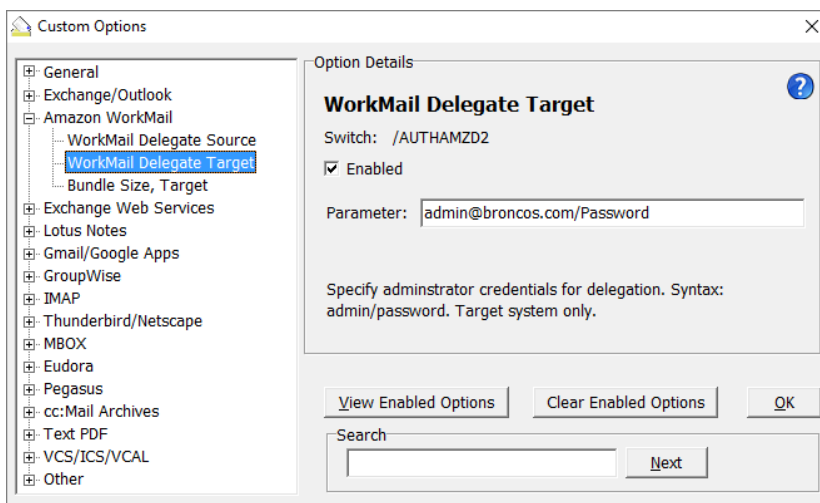 Custom Options
General
Exchange/Outlook
Amazon WorkMail
WorkMail Delegate Source
WorkMail Delegate Target
Bundle Size, Target
Exchange Web Services
Lotus Notes
Gmail/Google Apps
GroupWise
IMAP
Thunderbird/Netscape
MBOX
Eudora
Pegasus
cc:Mail Archives
Text PDF
VCS/ICS/VCAL
Other
Option Details
?
WorkMail Delegate Target
Switch: /AUTHAMZD2
Enabled
Parameter: admin@broncos.com/Password
Specify adminstrator credentials for delegation. Syntax:
admin/password. Target system only.
View Enabled Options Clear Enabled Options OK
Search
Next